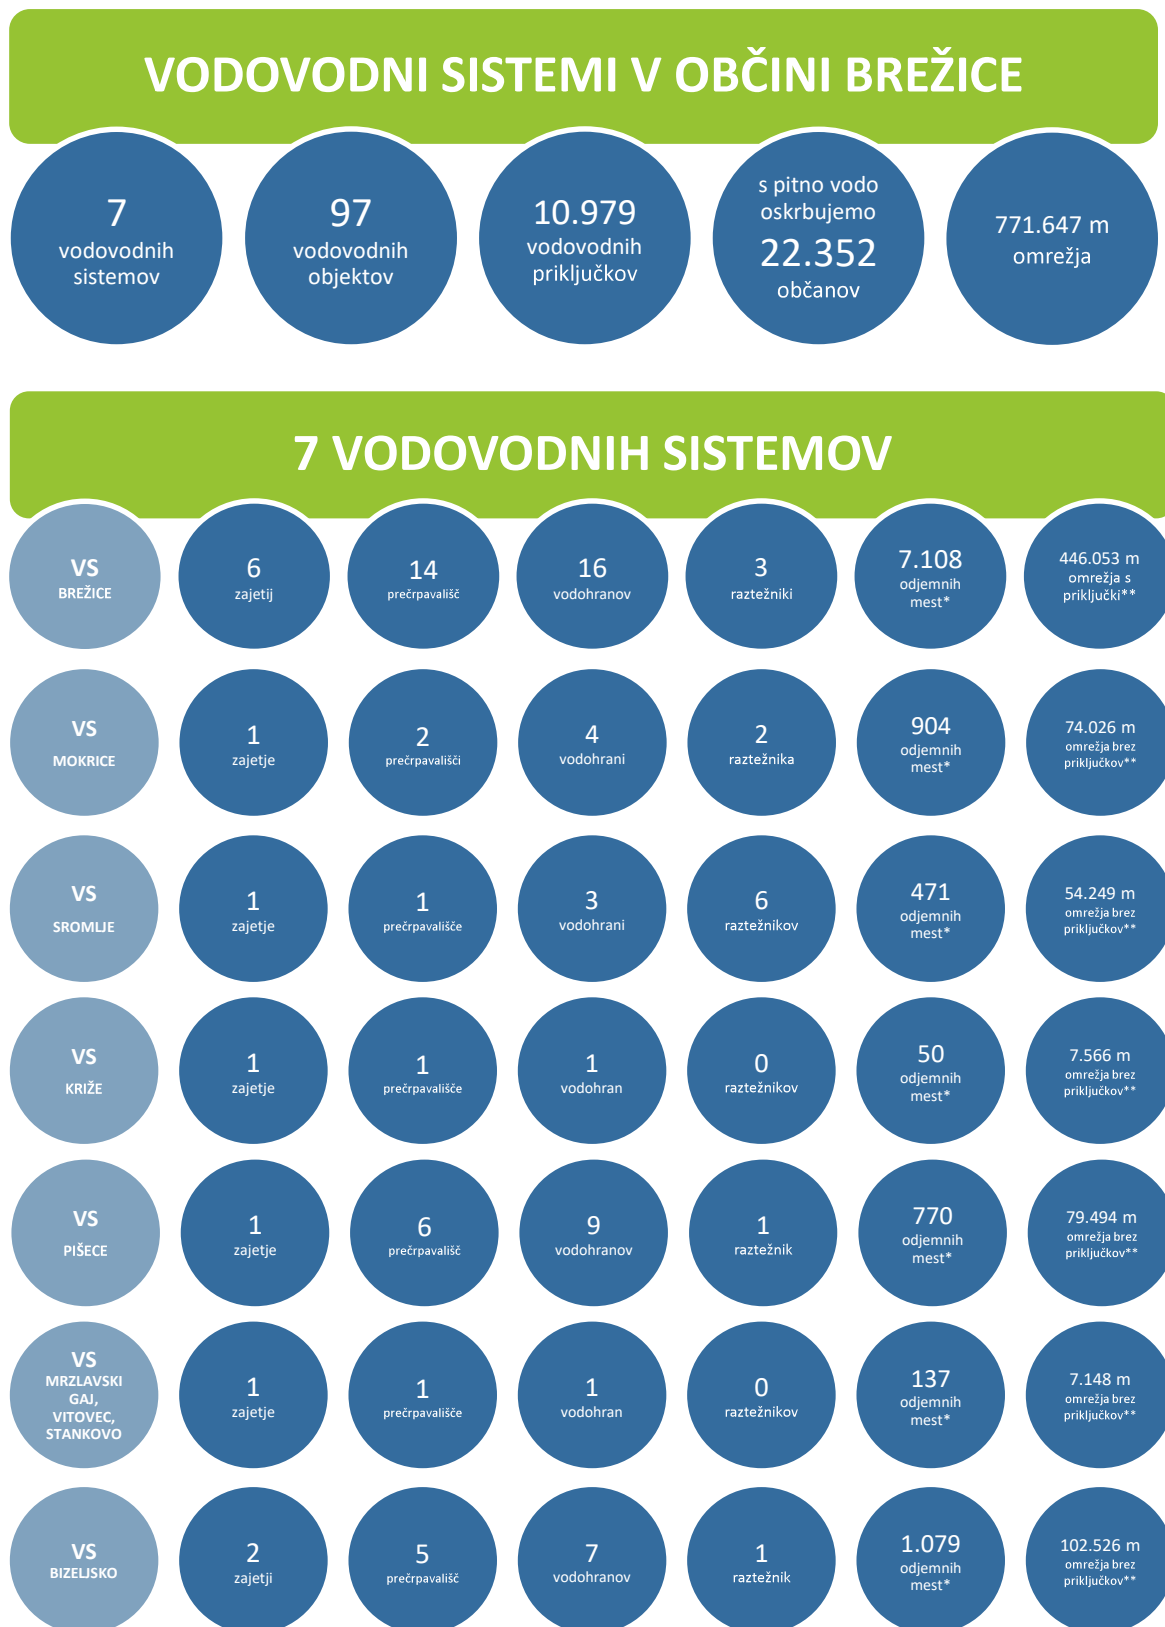 VODOVODNI SISTEMI V OBČINI BREŽICE
7
vodovodnih
sistemov
97
vodovodnih
objektov
10.979
vodovodnih
priključkov
s pitno vodo
oskrbujemo
22.352
občanov
771.647 m
omrežja
7 VODOVODNIH SISTEMOV
VS
BREŽICE
6
zajetij
14
prečrpavališč
16
vodohranov
3
raztežniki
7.108
odjemnih
mest*
446.053 m
omrežja s
priključki**
VS
MOKRICE
1
zajetje
2
prečrpavališči
4
vodohrani
2
raztežnika
904
odjemnih
mest*
74.026 m
omrežja brez
priključkov**
VS
SROMLJE
1
zajetje
1
prečrpavališče
3
vodohrani
6
raztežnikov
471
odjemnih
mest*
54.249 m
omrežja brez
priključkov**
VS
KRIŽE
1
zajetje
1
prečrpavališče
1
vodohran
0
raztežnikov
50
odjemnih
mest*
7.566 m
omrežja brez
priključkov**
VS
PIŠECE
1
zajetje
6
prečrpavališč
9
vodohranov
1
raztežnik
770
odjemnih
mest*
79.494 m
omrežja brez
priključkov**
VS
MRZLAVSKI
GAJ,
VITOVEC,
STANKOVO
1
zajetje
1
prečrpavališče
1
vodohran
0
raztežnikov
137
odjemnih
mest*
7.148 m
omrežja brez
priključkov**
VS
BIZELJSKO
2
zajetji
5
prečrpavališč
7
vodohranov
1
raztežnik
1.079
odjemnih
mest*
102.526 m
omrežja brez
priključkov**